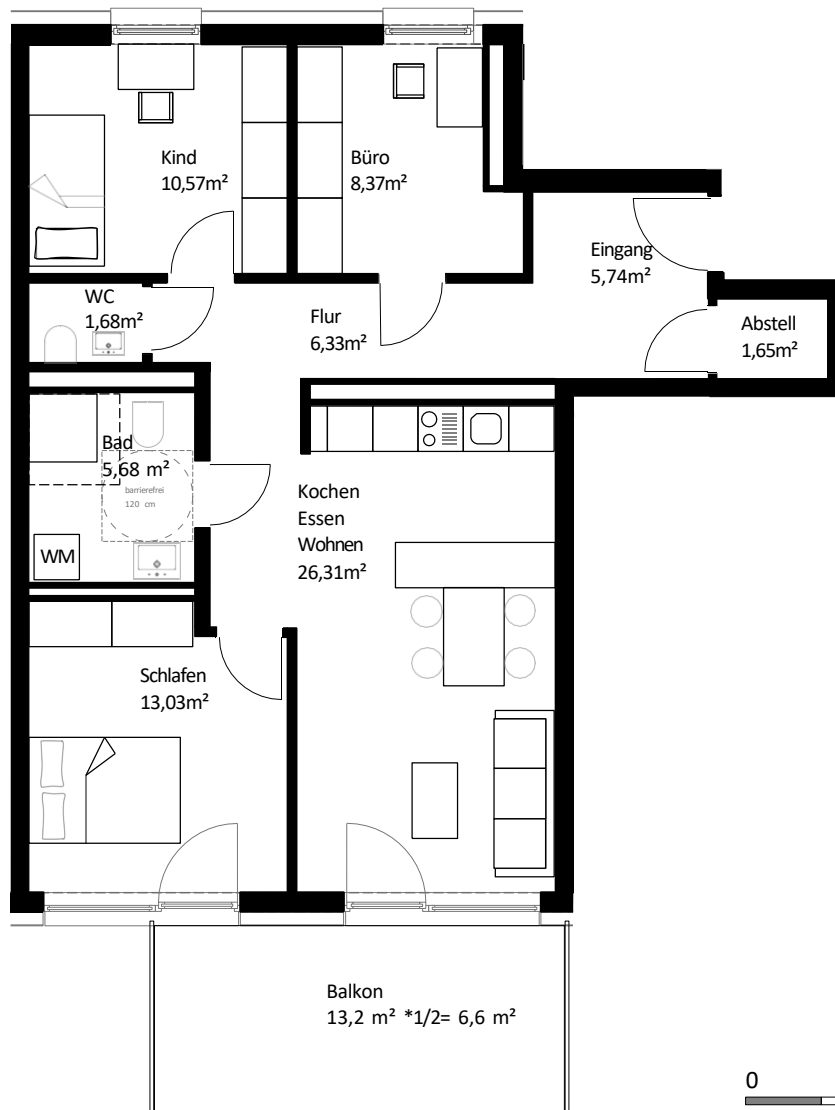 Kind
10,57m²
Büro
8,37m²
Eingang
5,74m²
WC
1,68m²
Flur
6,33m²
Abstell
1,65m²
Bad
5,68 m²
barrierefrei
120 cm
WM
Kochen
Essen
Wohnen
26,31m²
Schlafen
13,03m²
Balkon
13,2 m² *1/2= 6,6 m²
0